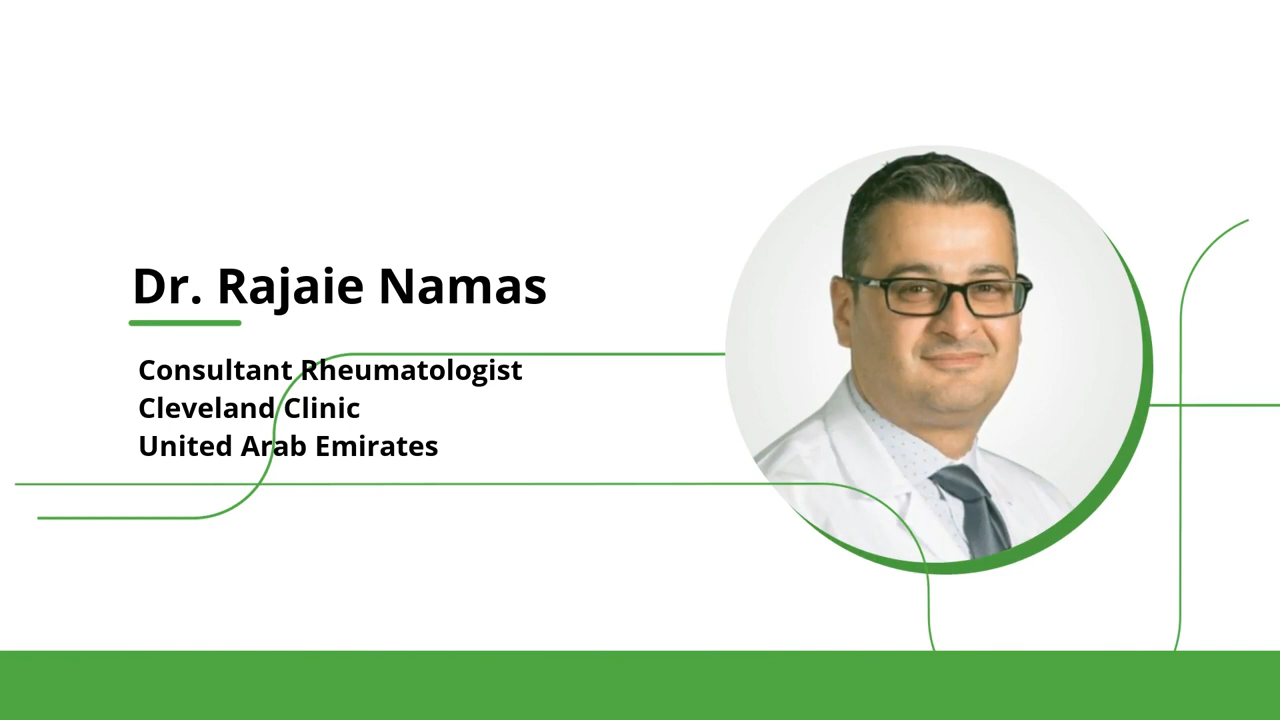 Dr. Rajaie Namas
Consultant Rheumatologist
Cleveland Clinic
United Arab Emirates